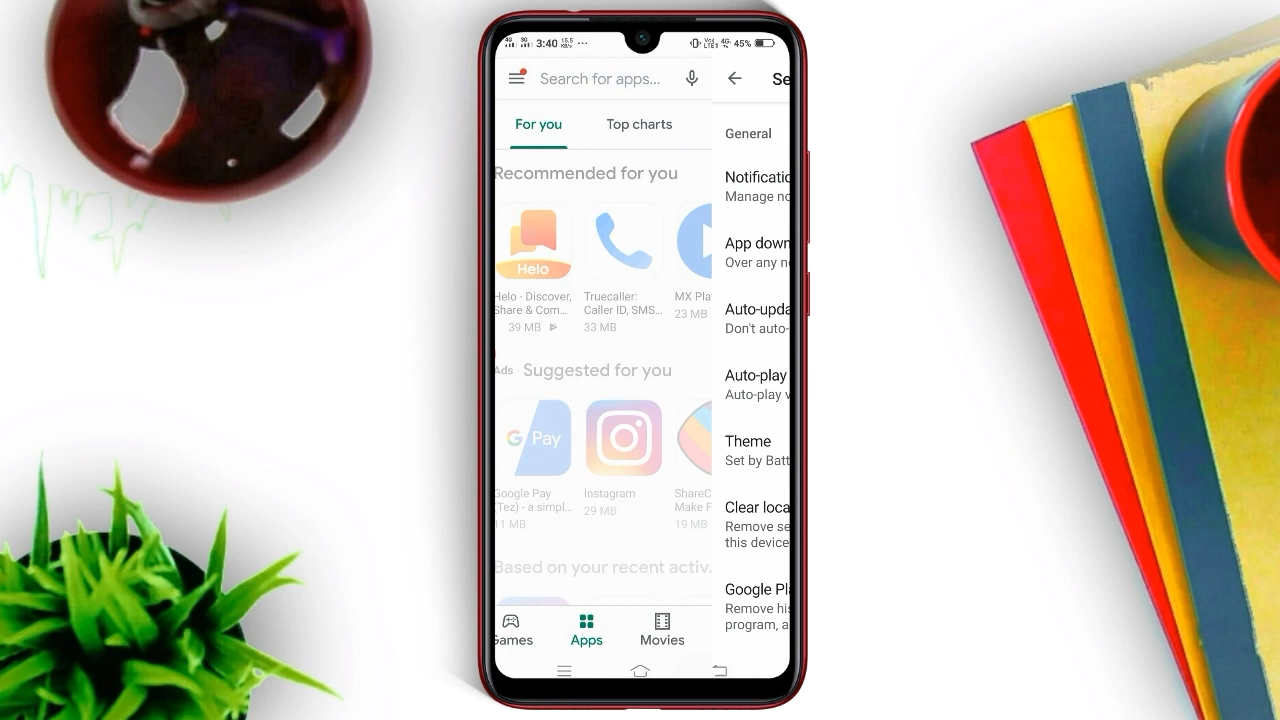 3:40
45%
Search for apps...
Se
For you
Top charts
General
Recommended for you
Notificatio
Manage no
Helo
App down
Over any ne
Helo - Discover,
Share & Com...
39 MB
Truecaller:
Caller ID, SMS...
33 MB
MX Pla
23 MB
Auto-upda
Don't auto-
Ads · Suggested for you
Auto-play
Auto-play v
G Pay
Theme
Set by Batt
Google Pay
(Tez) - a simpl...
11 MB
Instagram
29 MB
ShareC
Make F
19 MB
Clear loca
Remove se
this device
Based on your recent activ.
Google Pla
Remove his
program, a
Games
Apps
Movies